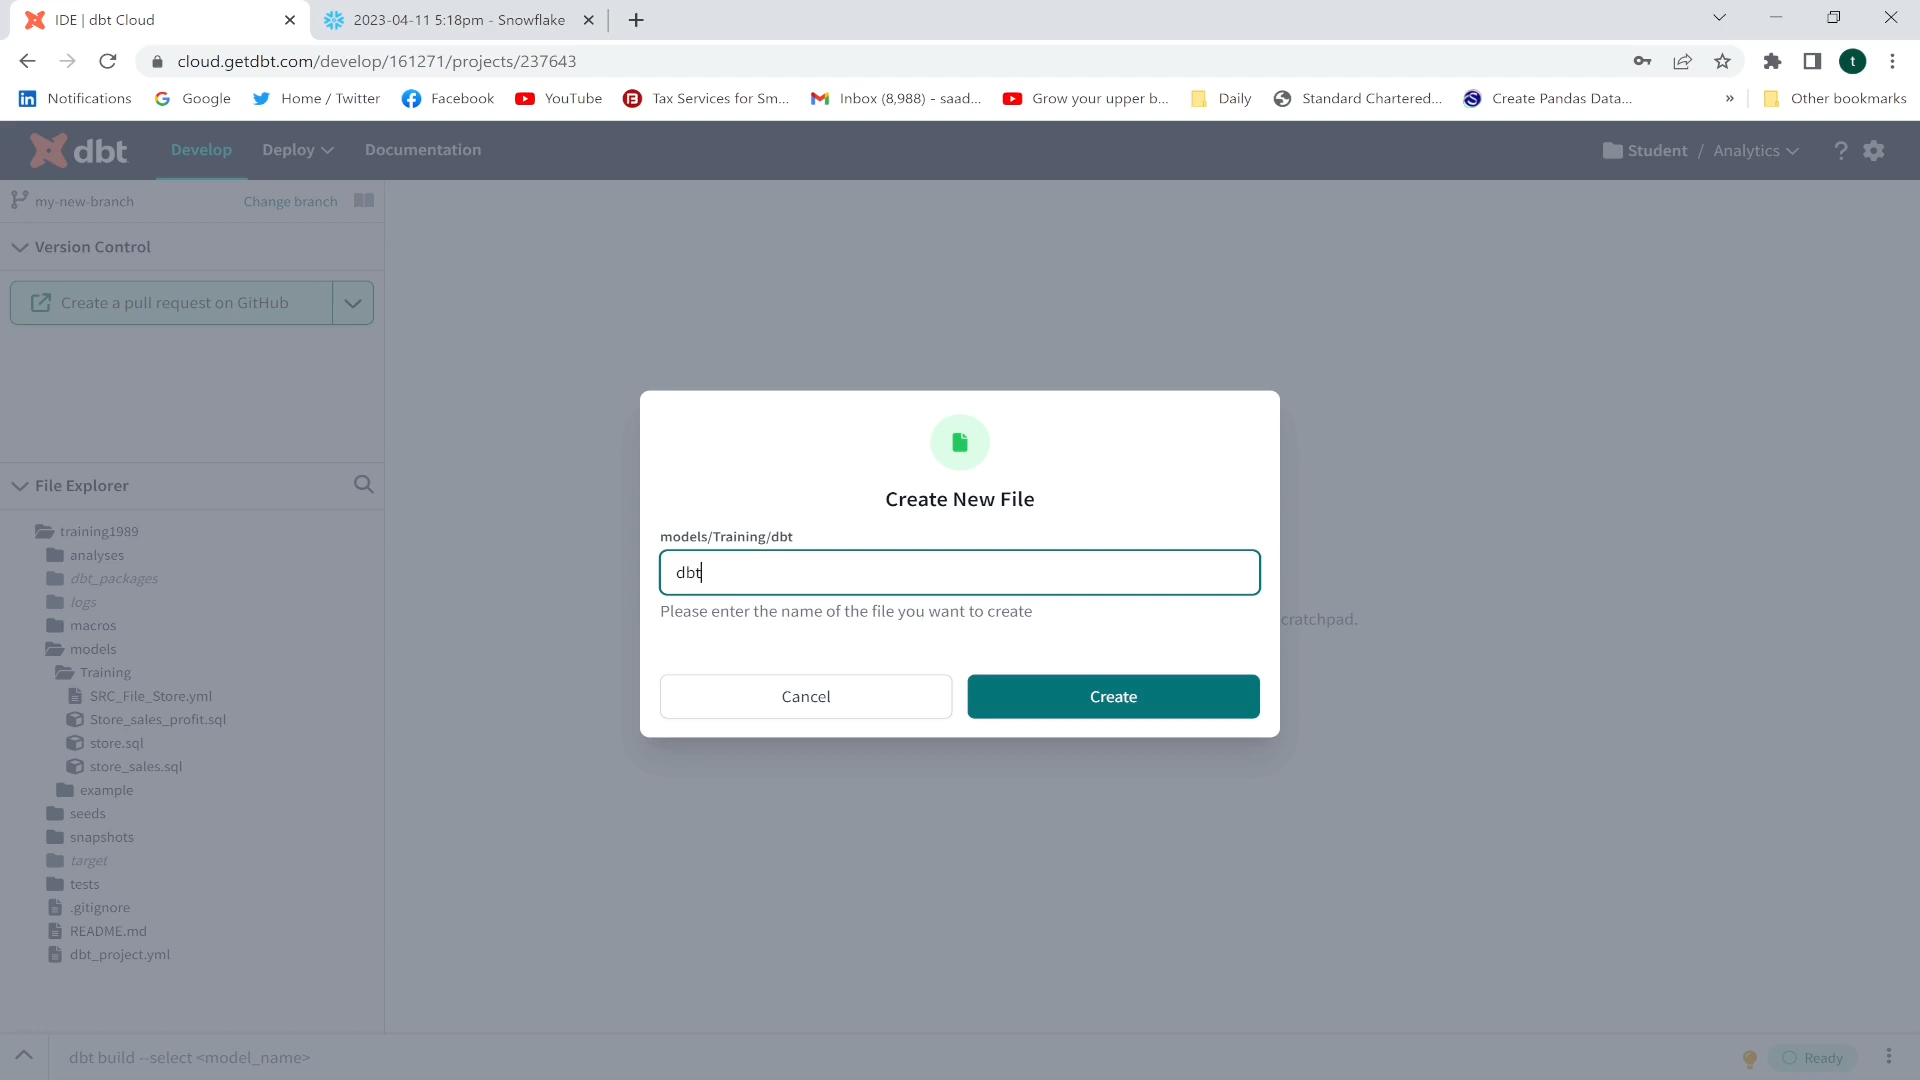 IDE | dbt Cloud
2023-04-11 5:18pm - Snowflake
cloud.getdbt.com/develop/161271/projects/237643
t
Notifications
Google
Home / Twitter
Facebook
YouTube
Tax Services for Sm...
Inbox (8,988) - saad...
Grow your upper b...
Daily
Standard Chartered...
Create Pandas Data...
»
Other bookmarks
dbt
Develop
Deploy
Documentation
Student / Analytics
my-new-branch
Change branch
Version Control
Create a pull request on GitHub
File Explorer
training1989
analyses
dbt_packages
logs
macros
models
Training
SRC_File_Store.yml
Store_sales_profit.sql
store.sql
store_sales.sql
example
seeds
snapshots
target
tests
.gitignore
README.md
dbt_project.yml
Create New File
models/Training/dbt
dbt
Please enter the name of the file you want to create
cratchpad.
Cancel
Create
dbt build --select <model_name>
Ready